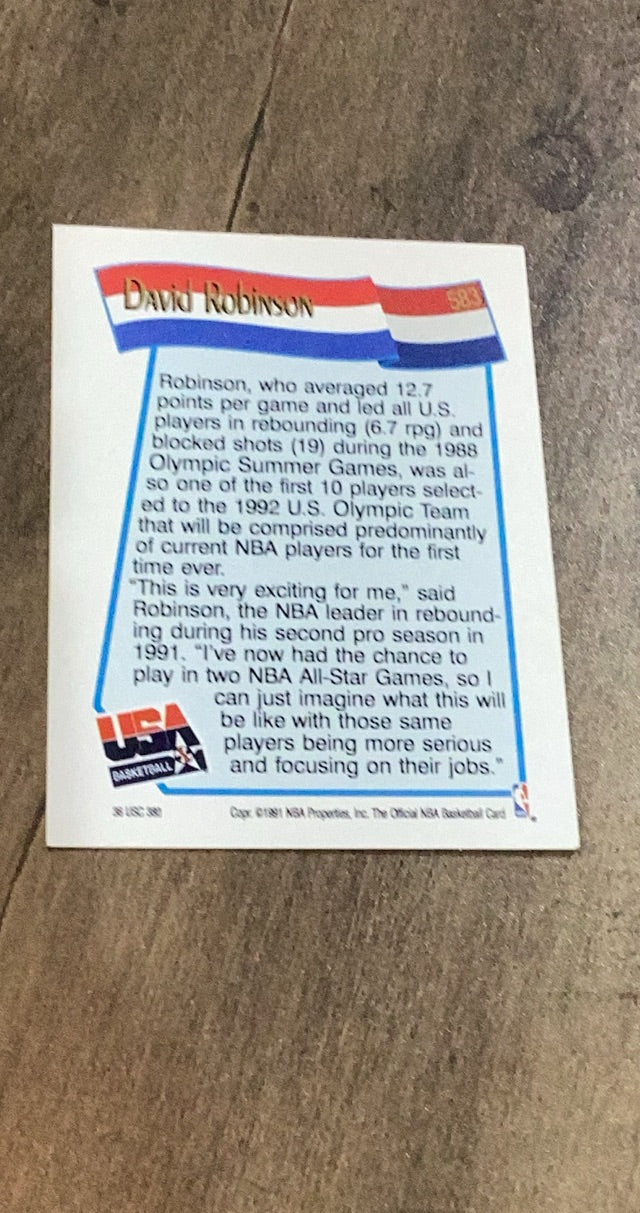 David Robinson 583
Robinson, who averaged 12.7
points per game and led all U.S.
players in rebounding (6.7 rpg) and
blocked shots (19) during the 1988
Olympic Summer Games, was al-
so one of the first 10 players select-
ed to the 1992 U.S. Olympic Team
that will be comprised predominantly
of current NBA players for the first
time ever.
"This is very exciting for me," said
Robinson, the NBA leader in rebound-
ing during his second pro season in
1991. "I've now had the chance to
play in two NBA All-Star Games, so I
can just imagine what this will
be like with those same
players being more serious
and focusing on their jobs."
USA
BASKETBALL
36 USC 380
Copr. ©1991 NBA Properties, Inc. The Official NBA Basketball Card